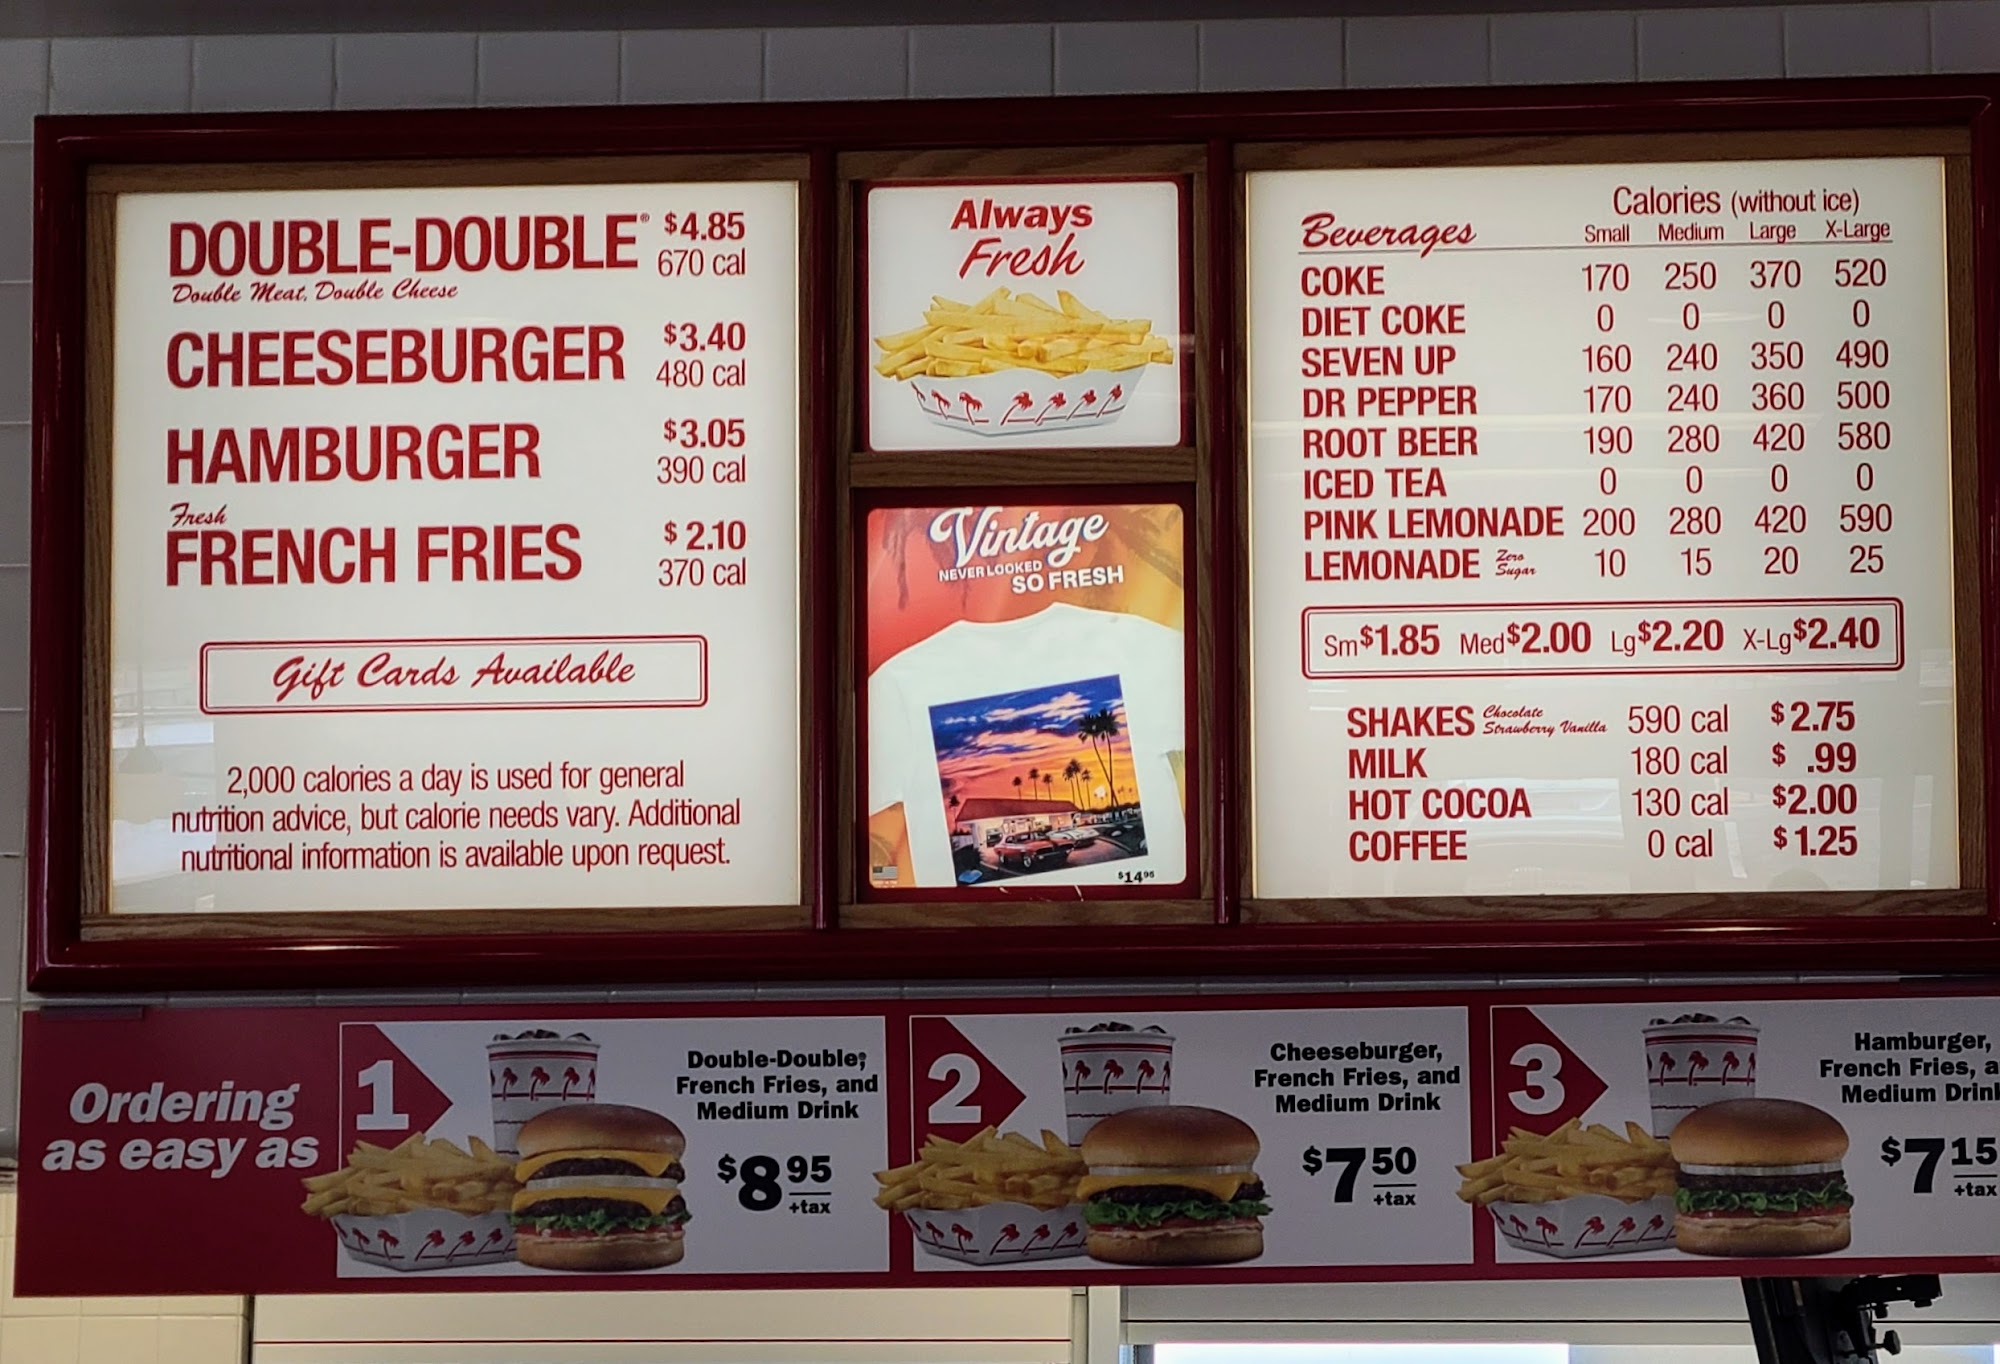 DOUBLE-DOUBLE® $4.85
670 cal
Double Meat, Double Cheese
CHEESEBURGER $3.40
480 cal
HAMBURGER $3.05
390 cal
Fresh
FRENCH FRIES $2.10
370 cal
Gift Cards Available
2,000 calories a day is used for general
nutrition advice, but calorie needs vary. Additional
nutritional information is available upon request.
Always
Fresh
Vintage
NEVER LOOKED
SO FRESH
$14.95
Calories (without ice)
Beverages Small Medium Large X-Large
COKE 170 250 370 520
DIET COKE 0 0 0 0
SEVEN UP 160 240 350 490
DR PEPPER 170 240 360 500
ROOT BEER 190 280 420 580
ICED TEA 0 0 0 0
PINK LEMONADE 200 280 420 590
LEMONADE Zero Sugar 10 15 20 25
Sm $1.85 Med $2.00 Lg $2.20 X-Lg $2.40
SHAKES Chocolate Strawberry Vanilla 590 cal $2.75
MILK 180 cal $ .99
HOT COCOA 130 cal $2.00
COFFEE 0 cal $1.25
Ordering
as easy as
1
Double-Double®,
French Fries, and
Medium Drink
$8.95
+tax
2
Cheeseburger,
French Fries, and
Medium Drink
$7.50
+tax
3
Hamburger,
French Fries, a
Medium Drin
$7.15
+tax